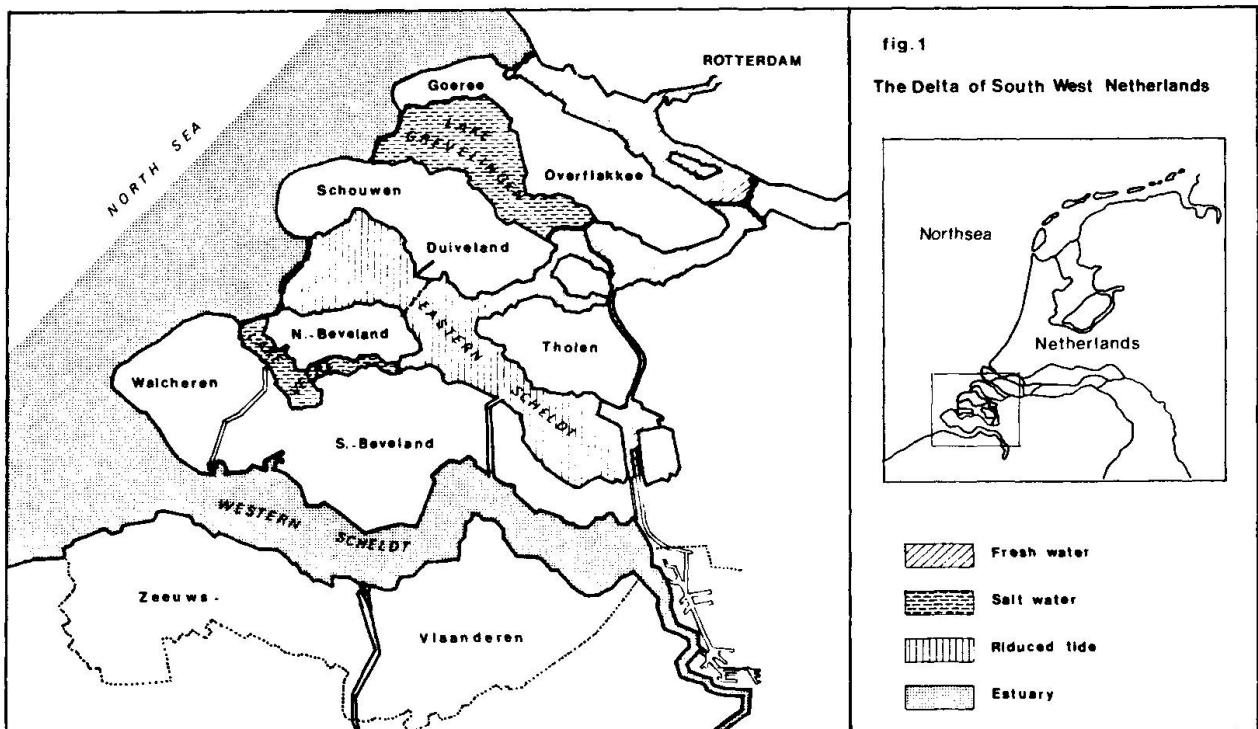 ROTTERDAM
Goeree
LAKE
GREVELINGEN
NORTH SEA
Overflakkee
Schouwen
Duiveland
N.-Beveland
EASTERN
SCHELDT
Tholen
Walcheren
LAKE
S.-Beveland
WESTERN
SCHELDT
Zeeuws -
Vlaanderen
fig.1
The Delta of South West Netherlands
Northsea
Netherlands
Fresh water
Salt water
Riduced tide
Estuary